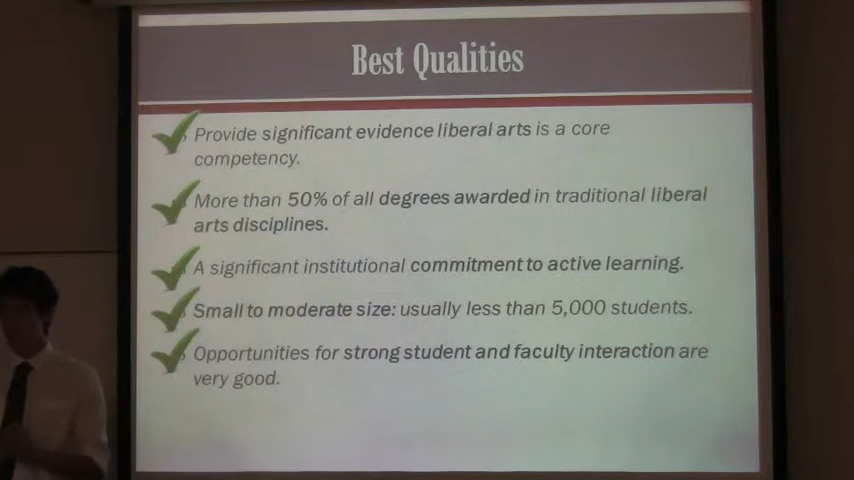 Best Qualities
Provide significant evidence liberal arts is a core
competency.
More than 50% of all degrees awarded in traditional liberal
arts disciplines.
A significant institutional commitment to active learning.
Small to moderate size: usually less than 5,000 students.
Opportunities for strong student and faculty interaction are
very good.